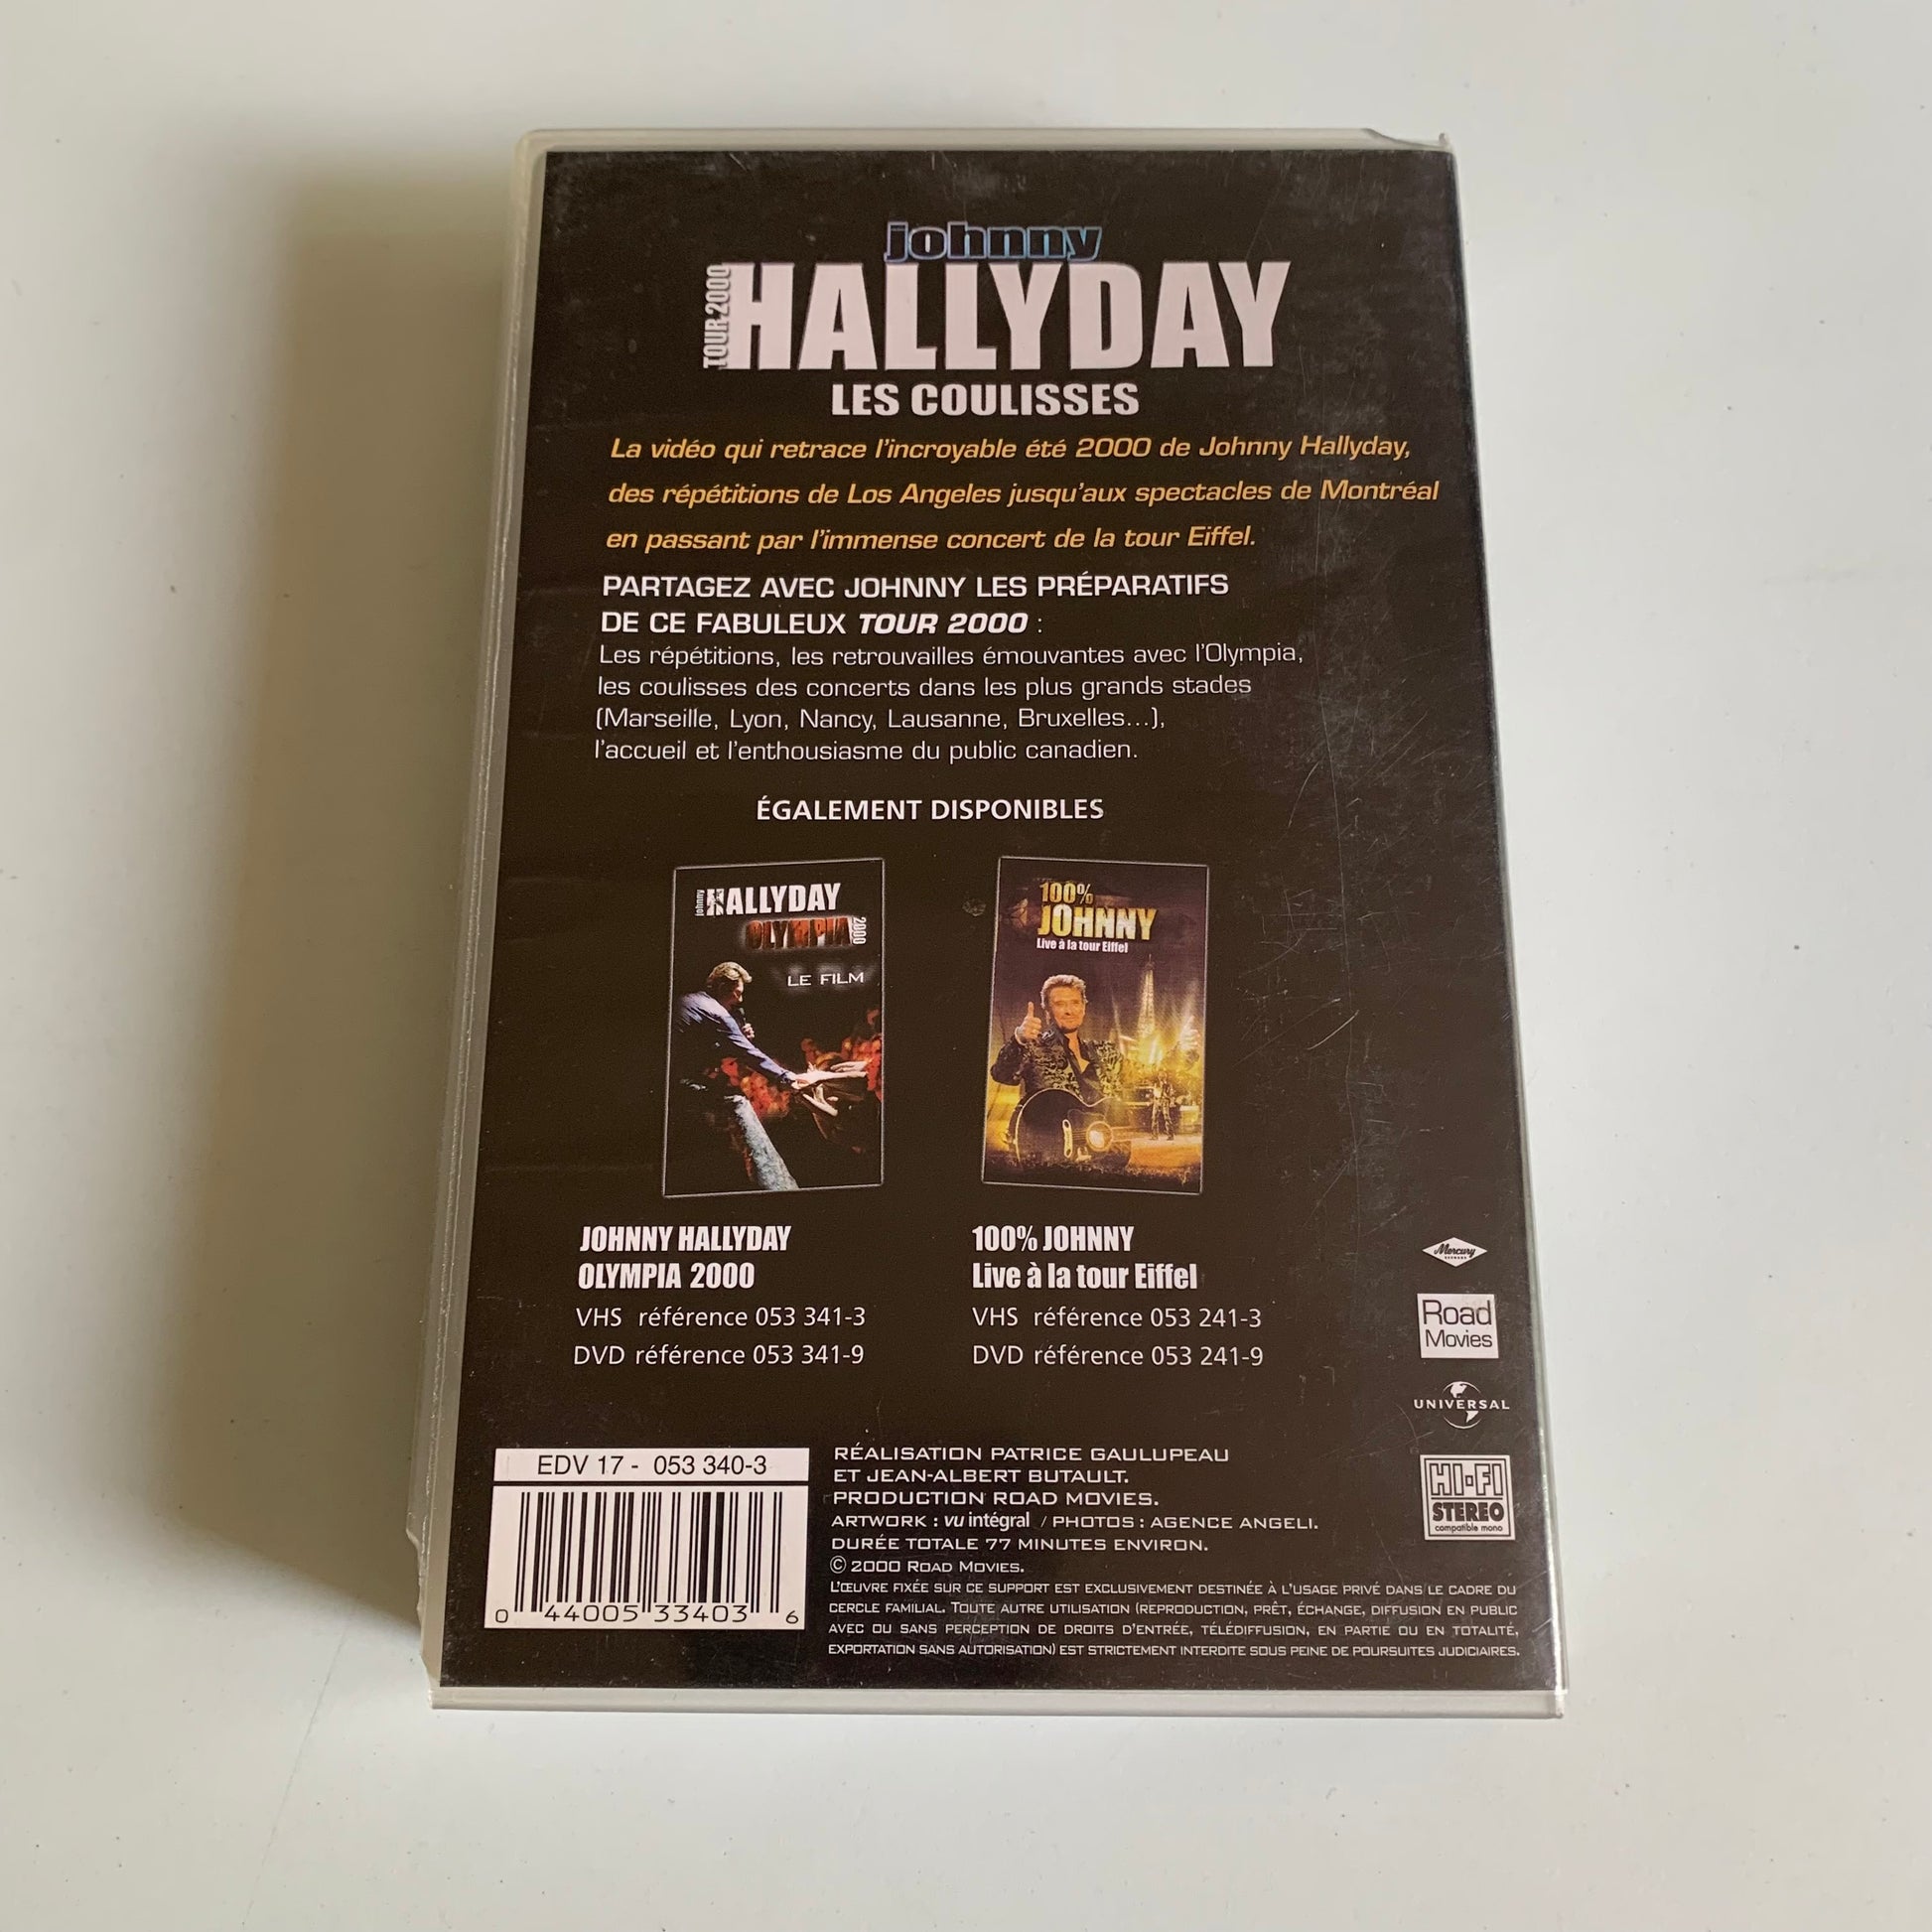 johnny
TOUR 2000
HALLYDAY
LES COULISSES
La vidéo qui retrace l'incroyable été 2000 de Johnny Hallyday,
des répétitions de Los Angeles jusqu'aux spectacles de Montréal
en passant par l'immense concert de la tour Eiffel.
PARTAGEZ AVEC JOHNNY LES PRÉPARATIFS
DE CE FABULEUX TOUR 2000 :
Les répétitions, les retrouvailles émouvantes avec l'Olympia,
les coulisses des concerts dans les plus grands stades
(Marseille, Lyon, Nancy, Lausanne, Bruxelles...),
l'accueil et l'enthousiasme du public canadien.
ÉGALEMENT DISPONIBLES
johnny
HALLYDAY
OLYMPIA
2000
LE FILM
100%
JOHNNY
Live à la tour Eiffel
JOHNNY HALLYDAY
OLYMPIA 2000
VHS référence 053 341-3
DVD référence 053 341-9
100% JOHNNY
Live à la tour Eiffel
VHS référence 053 241-3
DVD référence 053 241-9
Mercury
Road
Movies
UNIVERSAL
HI-FI
STEREO
compatible mono
EDV 17 - 053 340-3
0 44005 33403 6
RÉALISATION PATRICE GAULUPEAU
ET JEAN-ALBERT BUTAULT.
PRODUCTION ROAD MOVIES.
ARTWORK : vu intégral / PHOTOS : AGENCE ANGELI.
DURÉE TOTALE 77 MINUTES ENVIRON.
© 2000 ROAD MOVIES.
L'ŒUVRE FIXÉE SUR CE SUPPORT EST EXCLUSIVEMENT DESTINÉE À L'USAGE PRIVÉ DANS LE CADRE DU
CERCLE FAMILIAL. TOUTE AUTRE UTILISATION (REPRODUCTION, PRÊT, ÉCHANGE, DIFFUSION EN PUBLIC
AVEC OU SANS PERCEPTION DE DROITS D'ENTRÉE, TÉLÉDIFFUSION, EN PARTIE OU EN TOTALITÉ,
EXPORTATION SANS AUTORISATION) EST STRICTEMENT INTERDITE SOUS PEINE DE POURSUITES JUDICIAIRES.